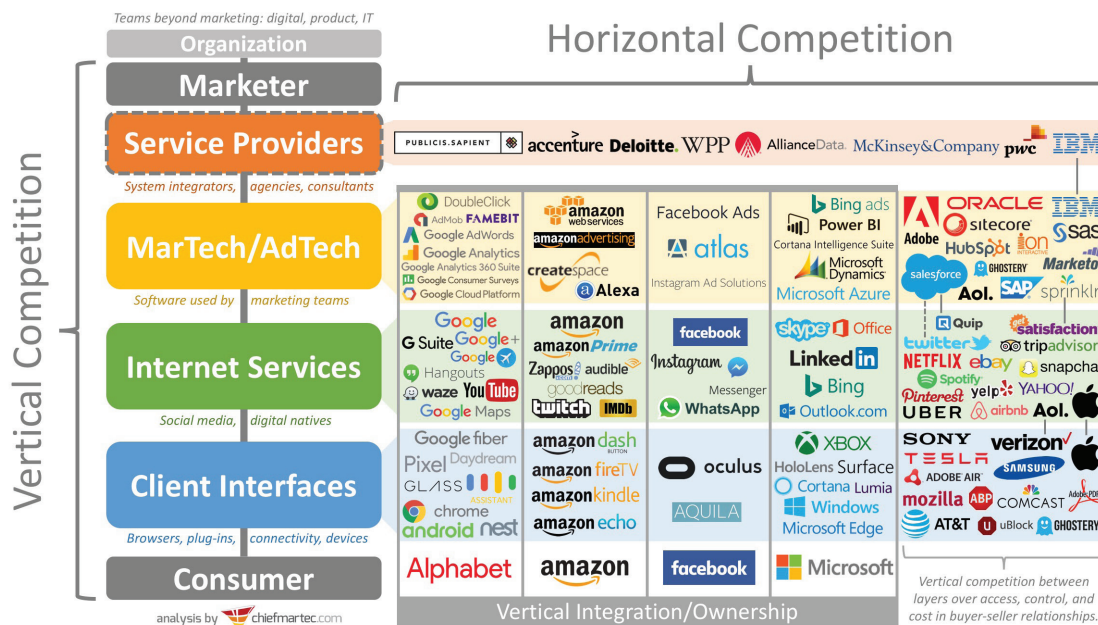 Teams beyond marketing: digital, product, IT
Organization
Horizontal Competition
Vertical Competition
Marketer
Service Providers
PUBLICIS.SAPIENT
accenture
Deloitte.
WPP
AllianceData.
McKinsey&Company
pwc
IBM
System integrators, agencies, consultants
MarTech/AdTech
DoubleClick
AdMob FAMEBIT
Google AdWords
Google Analytics
Google Analytics 360 Suite
Google Consumer Surveys
Google Cloud Platform
amazon
web services
amazonadvertising
createspace
a Alexa
Facebook Ads
atlas
Instagram Ad Solutions
Bing ads
Power BI
Cortana Intelligence Suite
Microsoft
Dynamics
Microsoft Azure
Adobe
ORACLE
IBM
sitecore
sas
HubSpot
ion
INTERACTIVE
Marketo
salesforce
GHOSTERY
Aol.
SAP
sprinklr
Software used by marketing teams
Internet Services
Google
G Suite Google+
Google
Hangouts
waze YouTube
Google Maps
amazon
amazonPrime
Zappos audible
goodreads
twitch IMDb
facebook
Instagram
Messenger
WhatsApp
skype Office
Linked in
Bing
Outlook.com
Quip
get satisfaction
twitter
tripadvisor
NETFLIX ebay snapchat
Spotify
Pinterest yelp YAHOO!
UBER airbnb Aol.
Social media, digital natives
Client Interfaces
Google fiber
Pixel Daydream
GLASS
ASSISTANT
chrome
android nest
amazon dash
BUTTON
amazon fireTV
amazon kindle
amazon echo
oculus
AQUILA
XBOX
HoloLens Surface
Cortana Lumia
Windows
Microsoft Edge
SONY verizon
TESLA
SAMSUNG
ADOBE AIR
mozilla ABP COMCAST Adobe PDF
AT&T uBlock GHOSTERY
Browsers, plug-ins, connectivity, devices
Consumer
Alphabet
amazon
facebook
Microsoft
Vertical Integration/Ownership
Vertical competition between
layers over access, control, and
cost in buyer-seller relationships.
analysis by chiefmartec.com